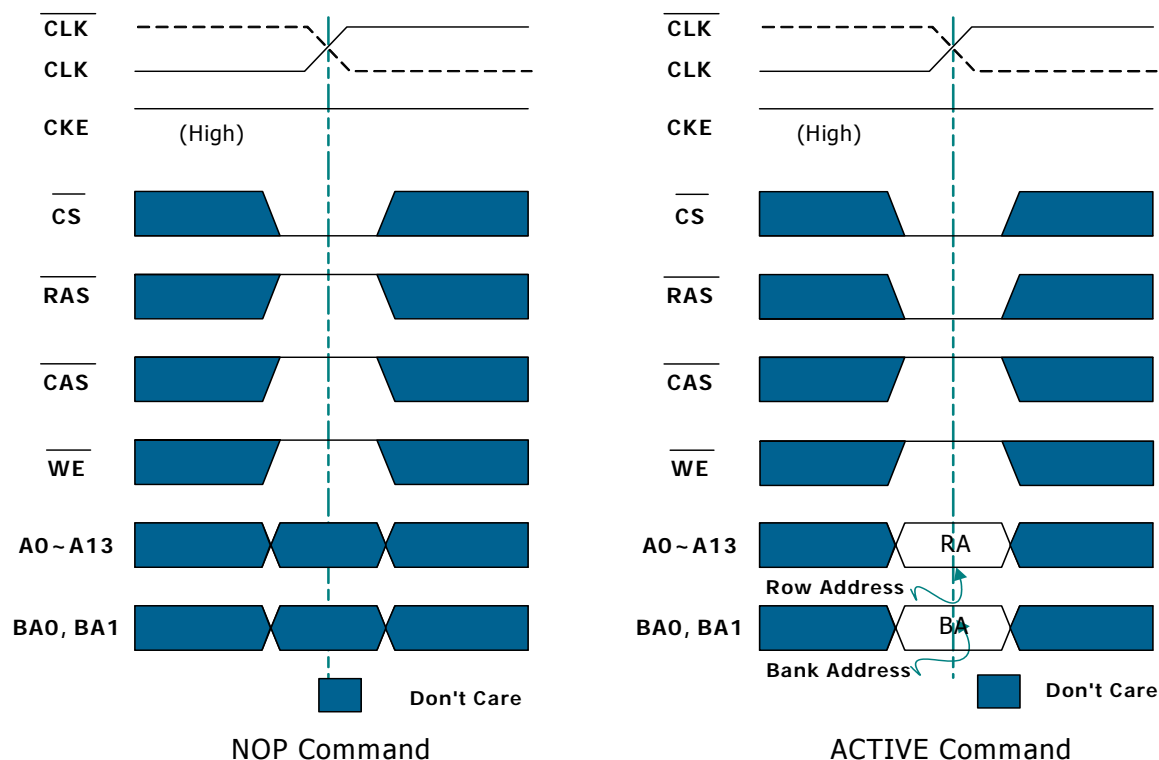 CLK
CLK
CKE
(High)
CS
RAS
CAS
WE
A0~A13
BA0, BA1
Don't Care
NOP Command
CLK
CLK
CKE
(High)
CS
RAS
CAS
WE
A0~A13
RA
Row Address
BA0, BA1
BA
Bank Address
Don't Care
ACTIVE Command